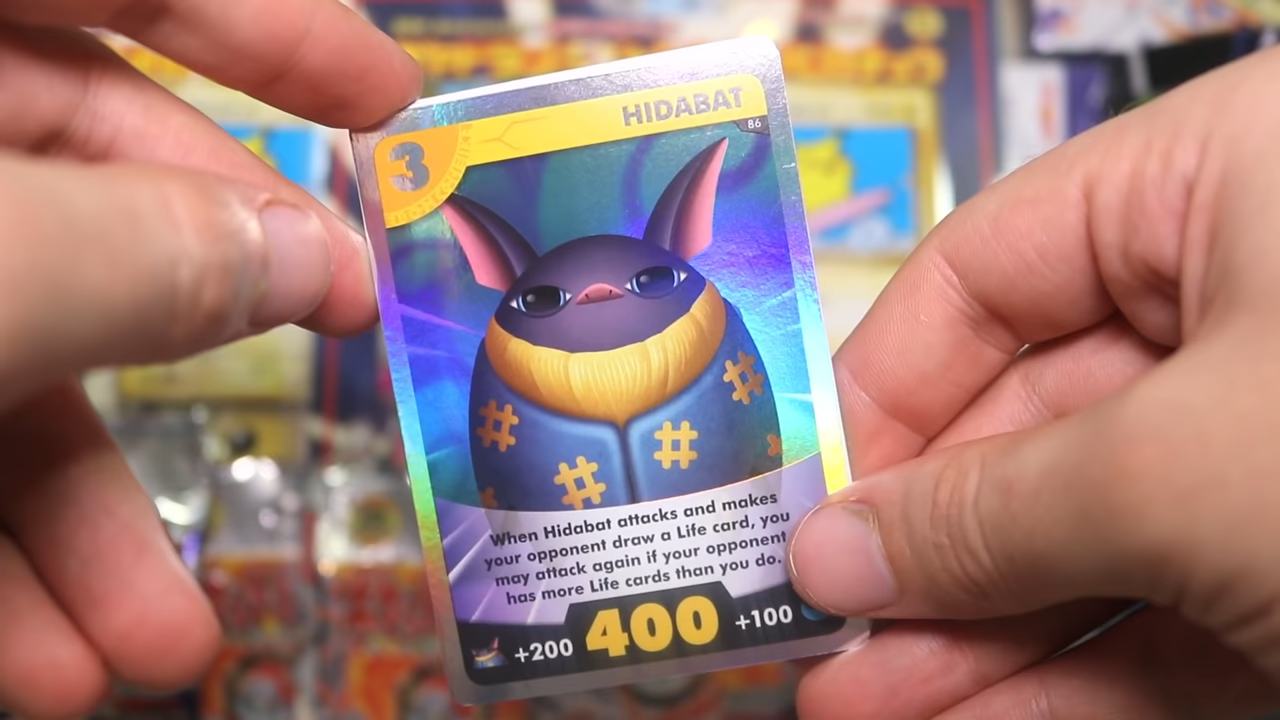 HIDABAT
86
3
When Hidabat attacks and makes
your opponent draw a Life card, you
may attack again if your opponent
has more Life cards than you do.
+200 400 +100